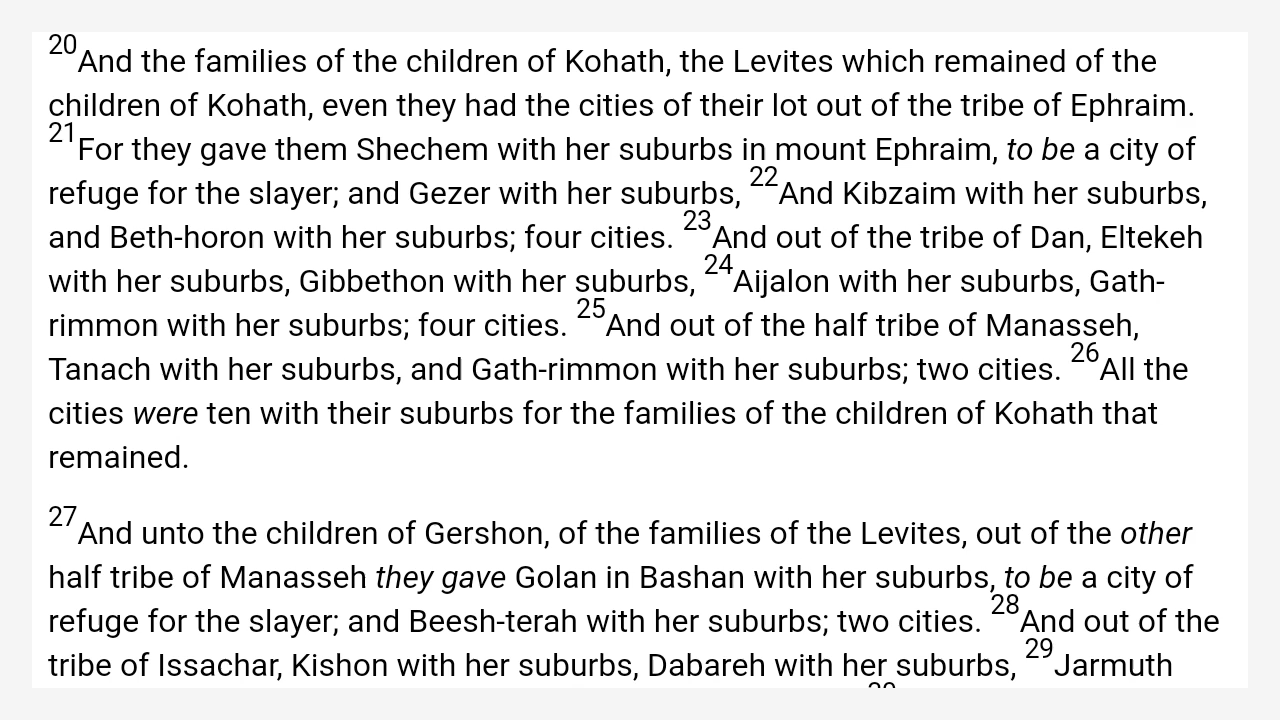 20And the families of the children of Kohath, the Levites which remained of the
children of Kohath, even they had the cities of their lot out of the tribe of Ephraim.
21For they gave them Shechem with her suburbs in mount Ephraim, to be a city of
refuge for the slayer; and Gezer with her suburbs, 22And Kibzaim with her suburbs,
and Beth-horon with her suburbs; four cities. 23And out of the tribe of Dan, Eltekeh
with her suburbs, Gibbethon with her suburbs, 24Aijalon with her suburbs, Gath-
rimmon with her suburbs; four cities. 25And out of the half tribe of Manasseh,
Tanach with her suburbs, and Gath-rimmon with her suburbs; two cities. 26All the
cities were ten with their suburbs for the families of the children of Kohath that
remained.
27And unto the children of Gershon, of the families of the Levites, out of the other
half tribe of Manasseh they gave Golan in Bashan with her suburbs, to be a city of
refuge for the slayer; and Beesh-terah with her suburbs; two cities. 28And out of the
tribe of Issachar, Kishon with her suburbs, Dabareh with her suburbs, 29Jarmuth